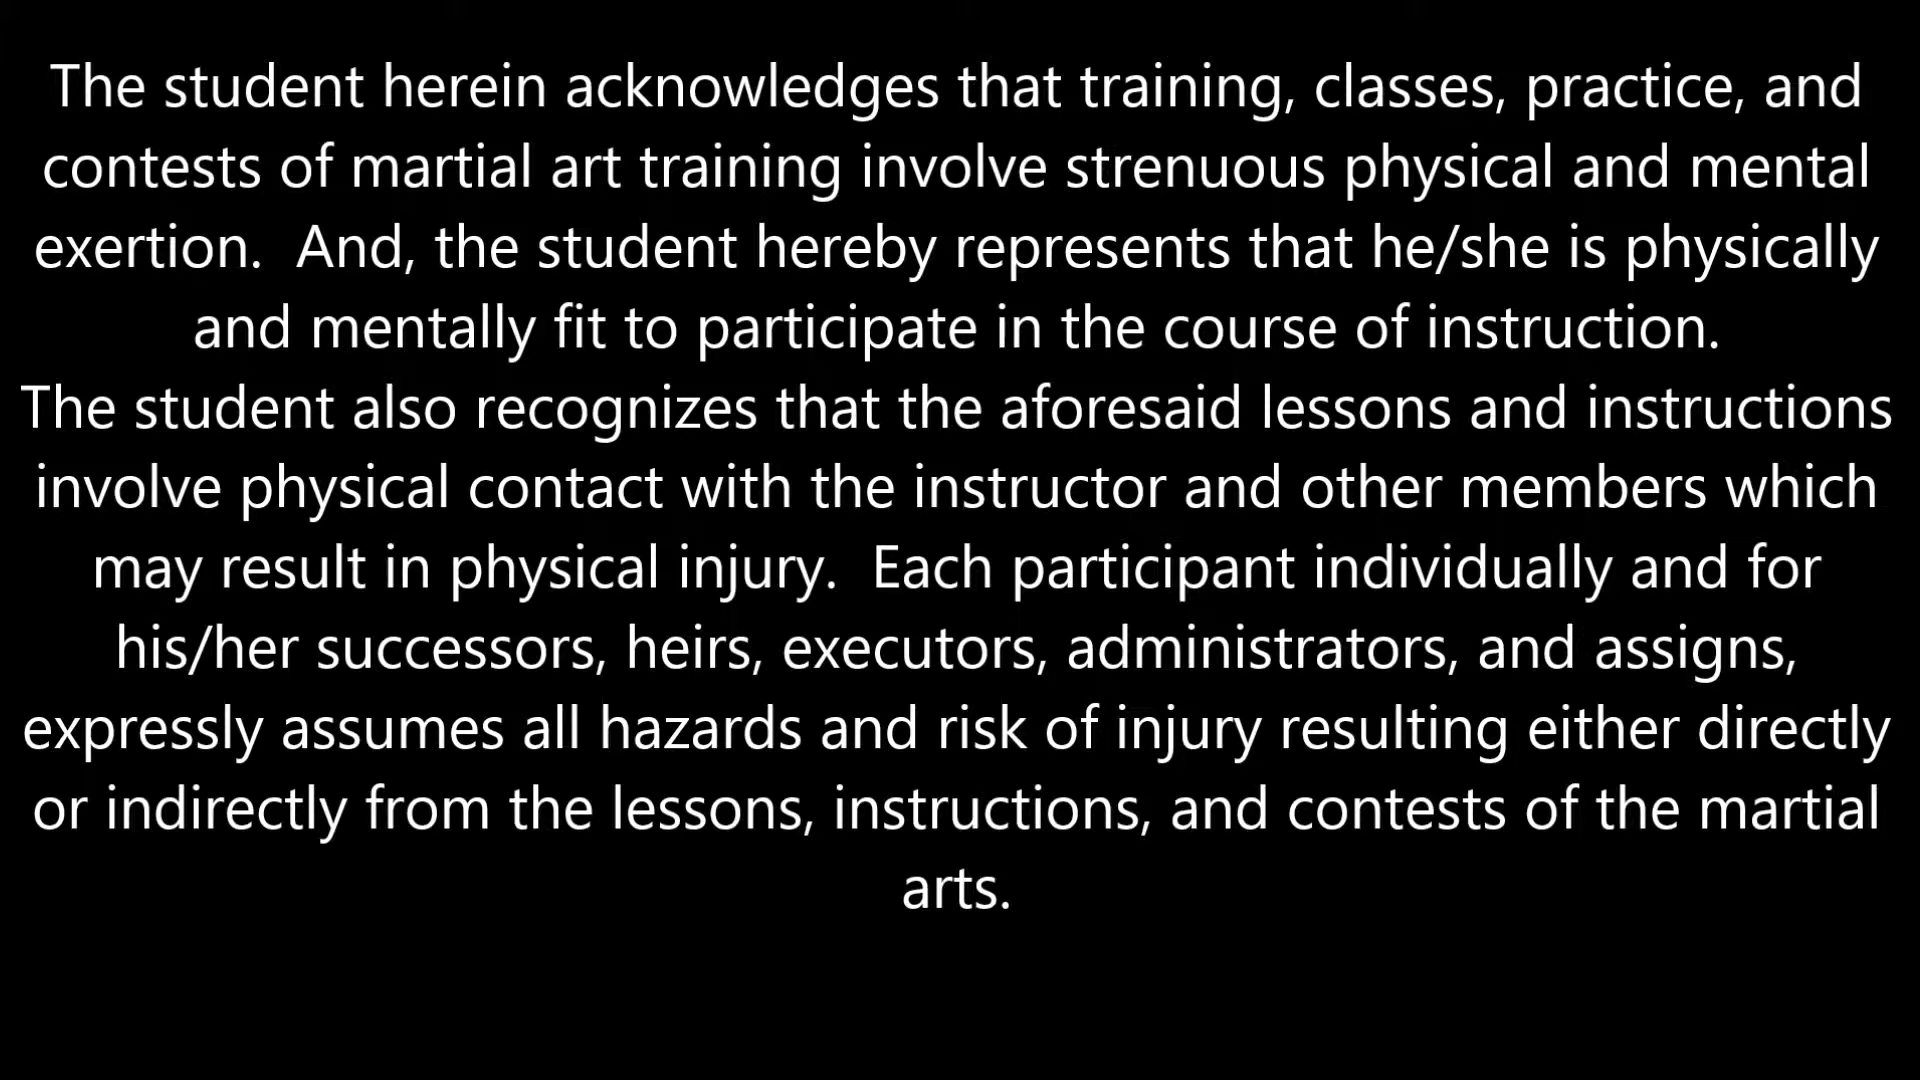 The student herein acknowledges that training, classes, practice, and
contests of martial art training involve strenuous physical and mental
exertion.  And, the student hereby represents that he/she is physically
and mentally fit to participate in the course of instruction.
The student also recognizes that the aforesaid lessons and instructions
involve physical contact with the instructor and other members which
may result in physical injury.  Each participant individually and for
his/her successors, heirs, executors, administrators, and assigns,
expressly assumes all hazards and risk of injury resulting either directly
or indirectly from the lessons, instructions, and contests of the martial
arts.